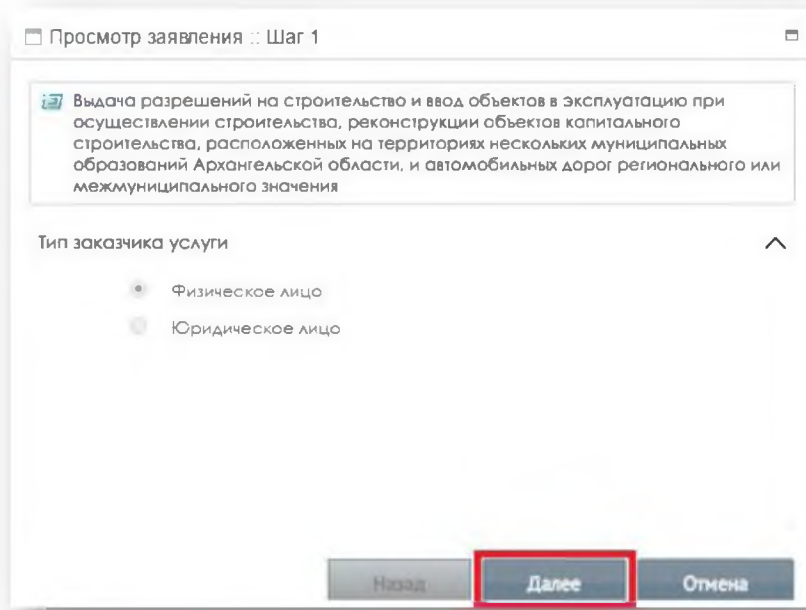 Просмотр заявления :: Шаг 1
Выдача разрешений на строительство и ввод объектов в эксплуатацию при
осуществлении строительства, реконструкции объектов капитального
строительства, расположенных на территориях нескольких муниципальных
образований Архангельской области, и автомобильных дорог регионального или
межмуниципального значения
Тип заказчика услуги
Физическое лицо
Юридическое лицо
Назад Далее Отмена